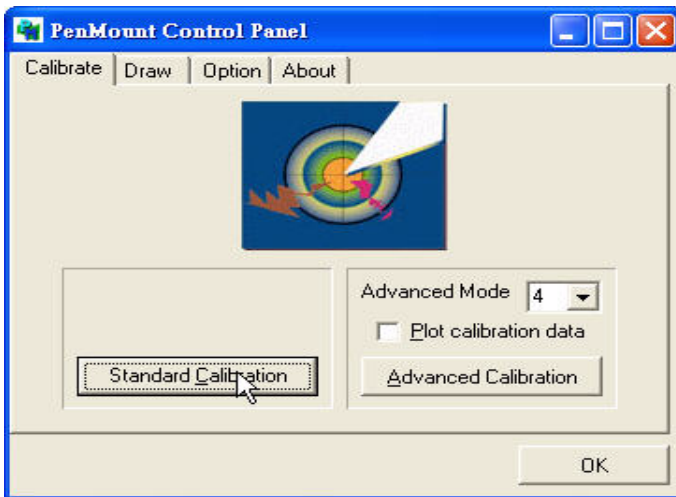 PenMount Control Panel
Calibrate Draw Option About
Advanced Mode 4
Plot calibration data
Standard Calibration Advanced Calibration
OK